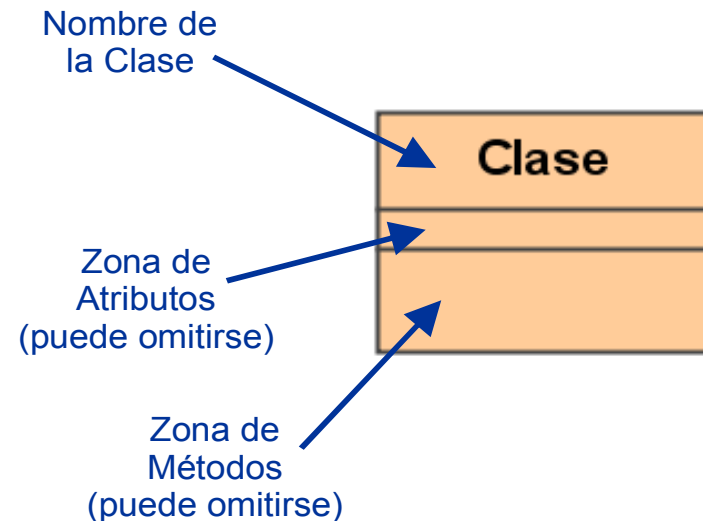 Nombre de
la Clase
Clase
Zona de
Atributos
(puede omitirse)
Zona de
Métodos
(puede omitirse)